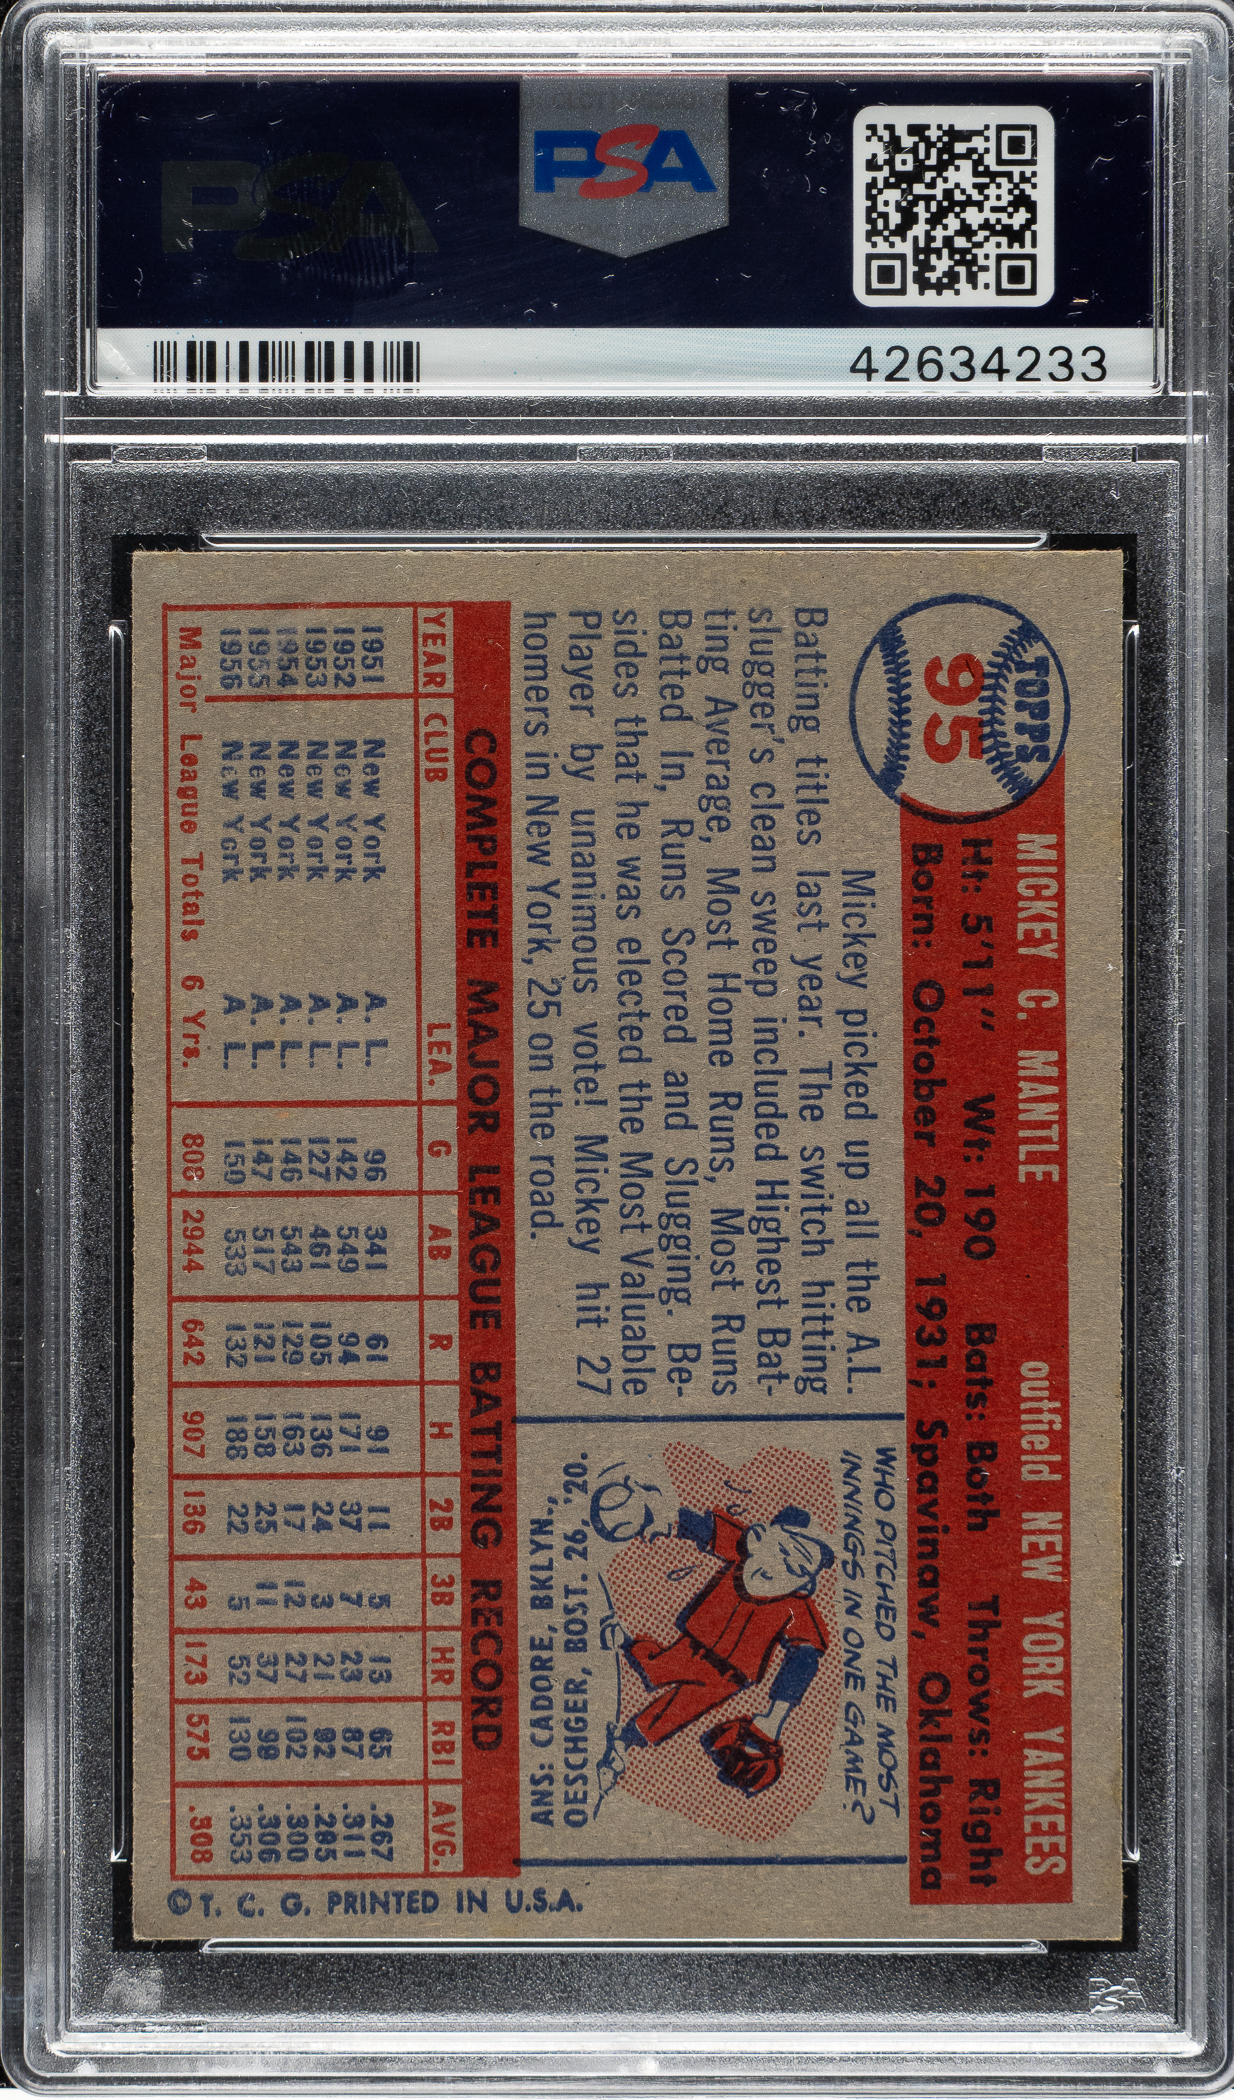 PSA
PSA
42634233
TOPPS
95
MICKEY C. MANTLE outfield NEW YORK YANKEES
Ht: 5'11" Wt: 190 Bats: Both Throws: Right
Born: October 20, 1931; Spavinaw, Oklahoma
Mickey picked up all the A.L.
Batting titles last year. The switch hitting
slugger's clean sweep included Highest Bat-
ting Average, Most Home Runs, Most Runs
Batted In, Runs Scored and Slugging. Be-
sides that he was elected the Most Valuable
Player by unanimous vote! Mickey hit 27
homers in New York, 25 on the road.
WHO PITCHED THE MOST
INNINGS IN ONE GAME?
ANS: CADORE, BKLYN.,
OESCHGER, BOST. 26, '20.
COMPLETE MAJOR LEAGUE BATTING RECORD
YEAR CLUB LEA. G AB R H 2B 3B HR RBI AVG.
1951 New York A. L. 96 341 61 91 11 5 13 65 .267
1952 New York A. L. 142 549 94 171 37 7 23 87 .311
1953 New York A. L. 127 461 105 136 24 3 21 92 .295
1954 New York A. L. 146 543 129 163 17 12 27 102 .300
1955 New York A. L. 147 517 121 158 25 11 37 99 .306
1956 New York A L. 150 533 132 188 22 5 52 130 .353
Major League Totals 6 Yrs. 808 2944 642 907 136 43 173 575 .308
© T. C. G. PRINTED IN U.S.A.
PSA